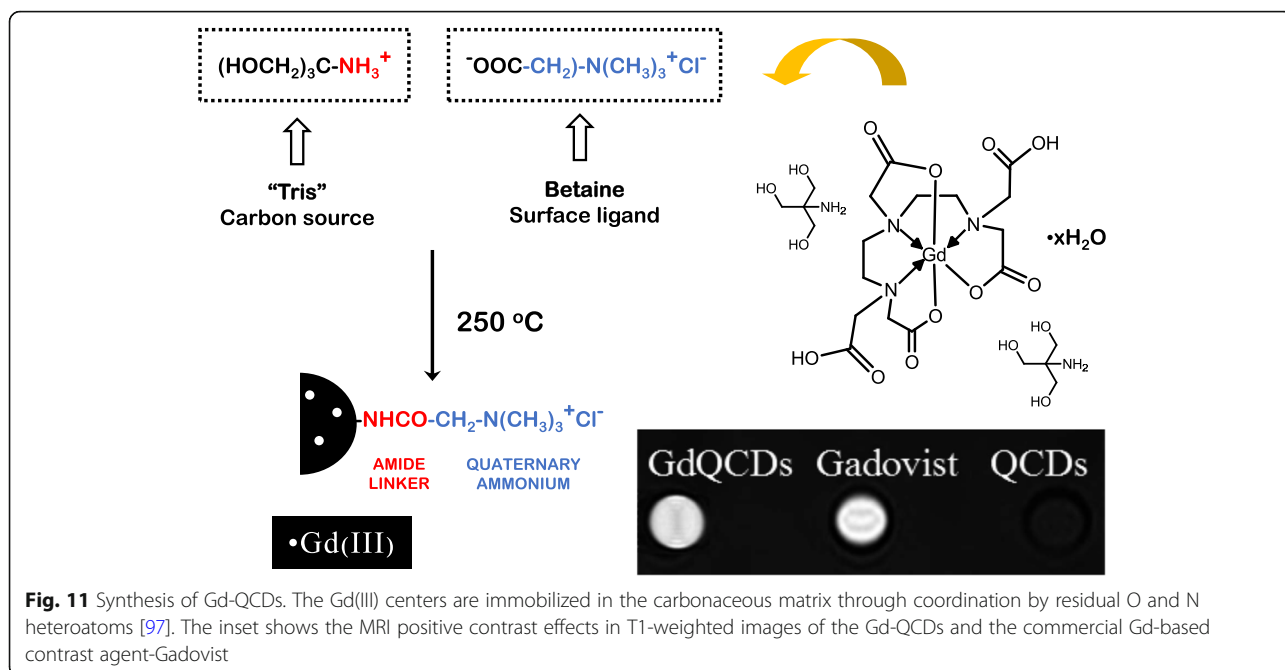 (HOCH₂)₃C-NH₃⁺
⁻OOC-CH₂)-N(CH₃)₃⁺Cl⁻
“Tris”
Carbon source
Betaine
Surface ligand
250 ºC
-NHCO-CH₂-N(CH₃)₃⁺Cl⁻
AMIDE
LINKER
QUATERNARY
AMMONIUM
•Gd(III)
O
O
OH
O
HO
HO
NH₂
HO
N
N
O
Gd
•xH₂O
N
O
O
O
HO
O
O
HO
HO
NH₂
HO
GdQCDs Gadovist QCDs
Fig. 11 Synthesis of Gd-QCDs. The Gd(III) centers are immobilized in the carbonaceous matrix through coordination by residual O and N
heteroatoms [97]. The inset shows the MRI positive contrast effects in T1-weighted images of the Gd-QCDs and the commercial Gd-based
contrast agent-Gadovist